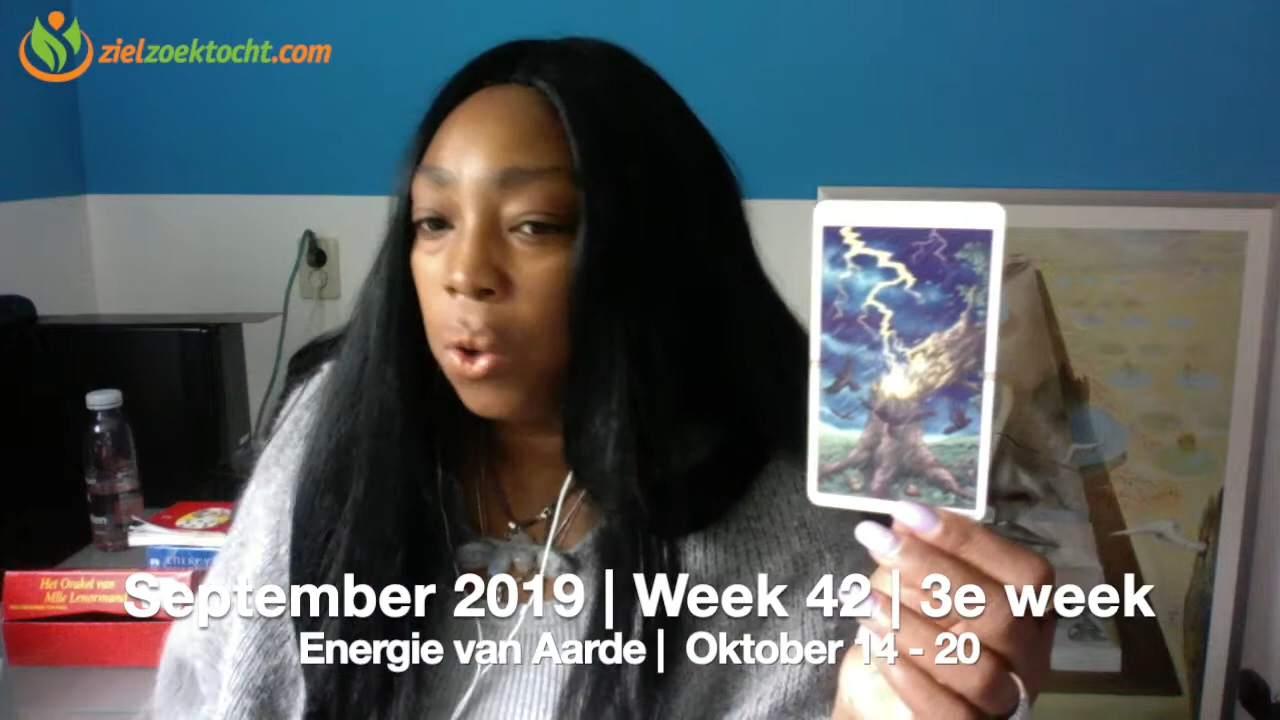 zielzoektocht.com
Het Orakel van
Mlle Lenormand
September 2019 | Week 42 | 3e week
Energie van Aarde | Oktober 14 - 20